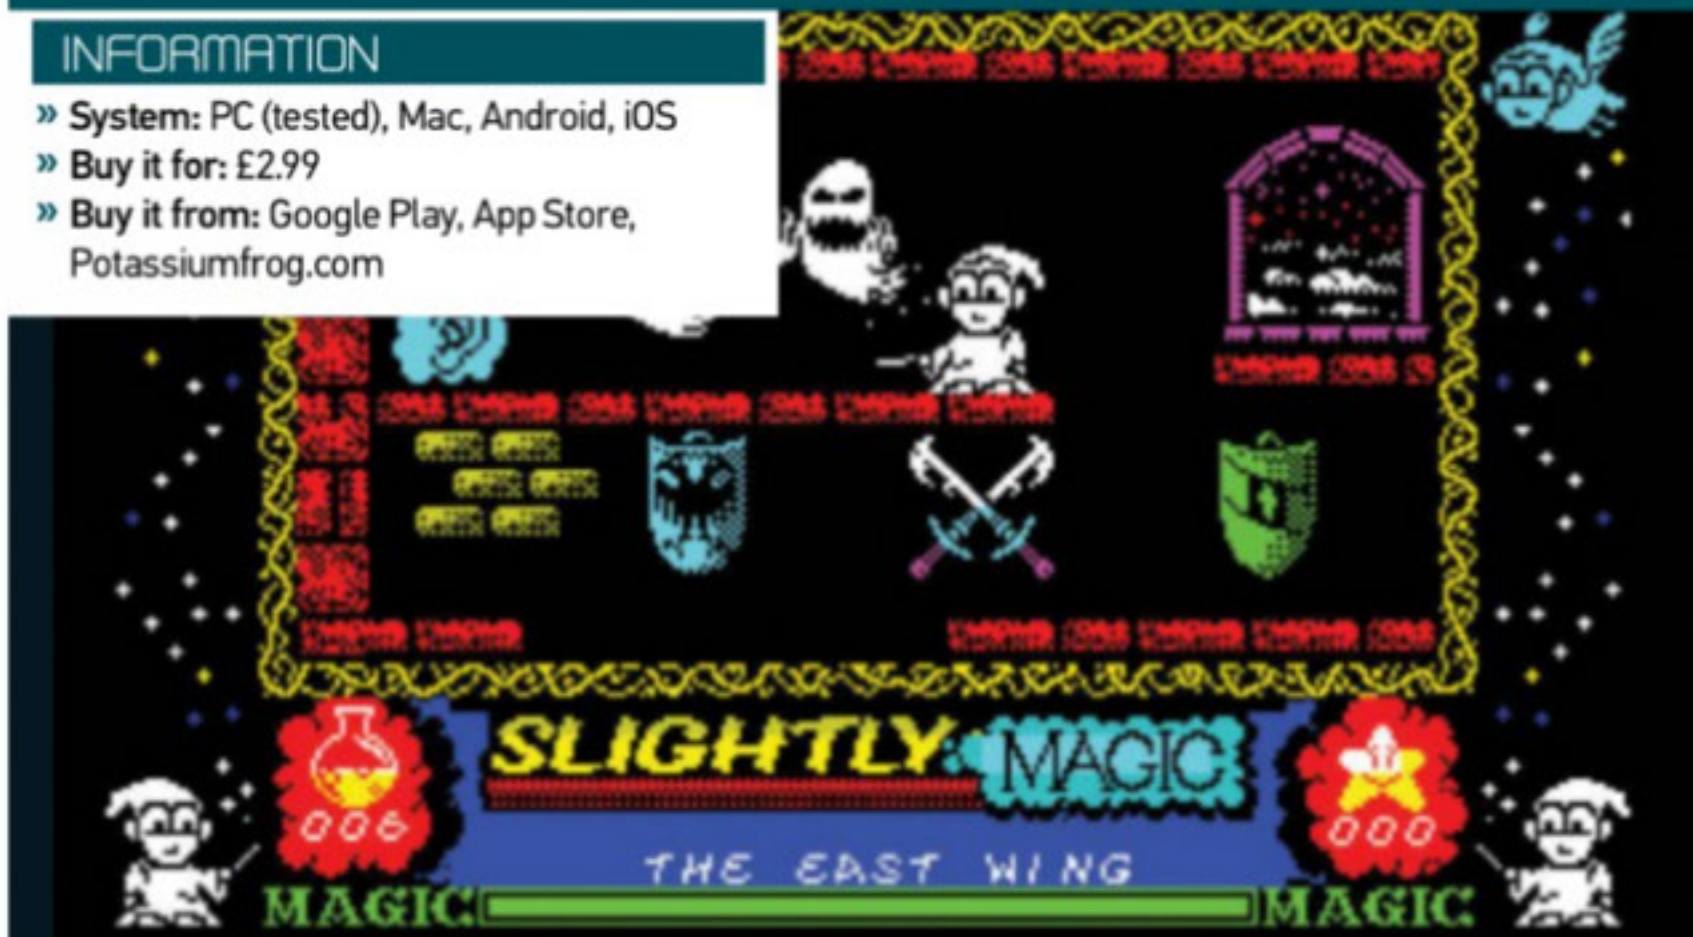 INFORMATION
» System: PC (tested), Mac, Android, iOS
» Buy it for: £2.99
» Buy it from: Google Play, App Store,
Potassiumfrog.com
SLIGHTLY MAGIC
006
000
THE EAST WING
MAGIC MAGIC